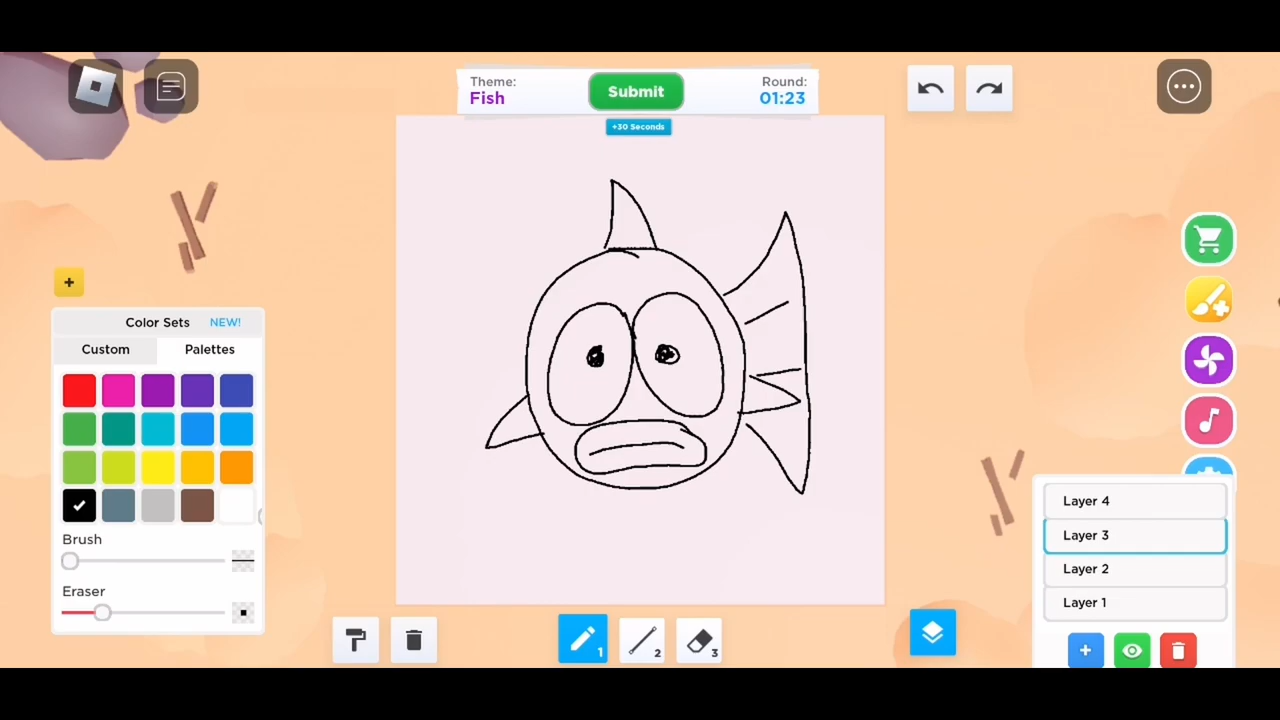 Theme:
Fish
Submit
Round:
01:23
+30 Seconds
+
Color Sets NEW!
Custom Palettes
Brush
Eraser
1
2
3
Layer 4
Layer 3
Layer 2
Layer 1
+